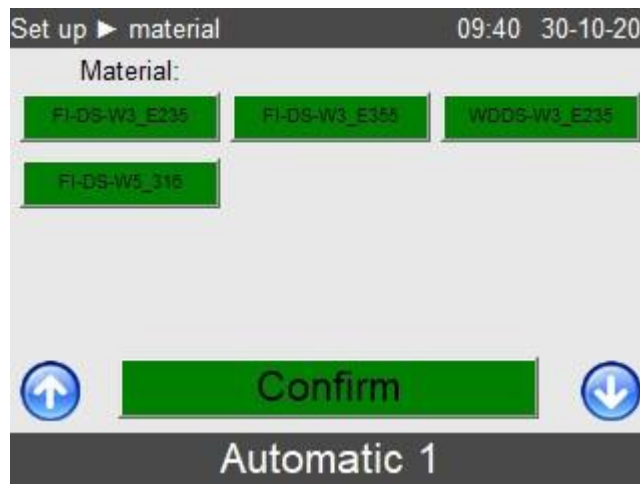 Set up ► material 09:40 30-10-20
Material:
FI-DS-W3_E235 FI-DS-W3_E355 WDDS-W3_E235
FI-DS-W5_316
Confirm
Automatic 1